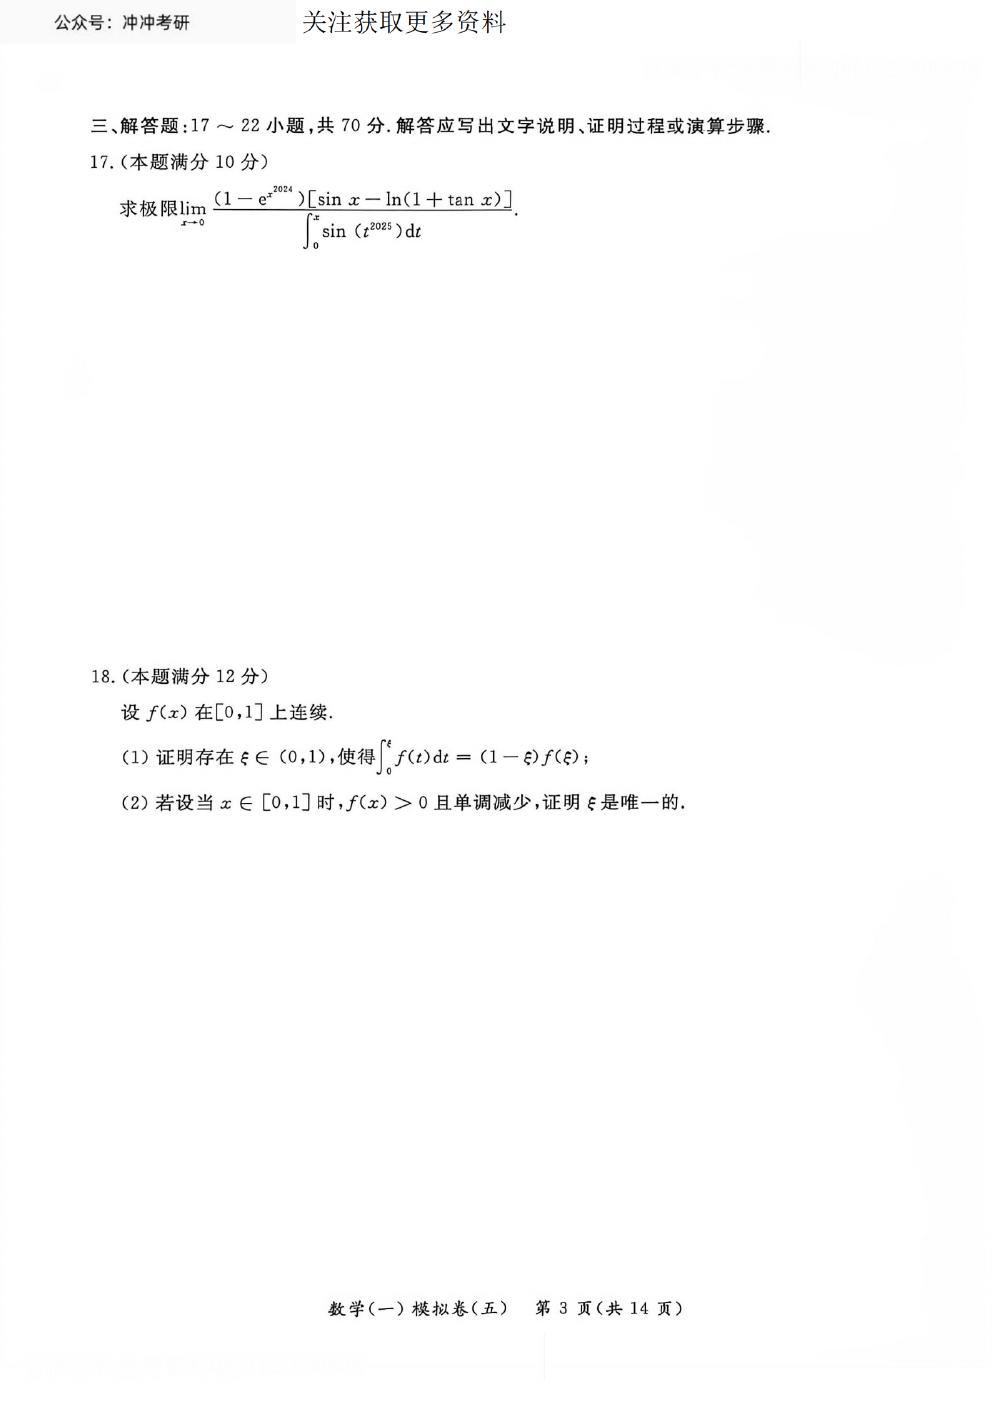 公众号：冲冲考研 关注获取更多资料
三、解答题:17 ～ 22 小题,共 70 分.解答应写出文字说明、证明过程或演算步骤.
17.(本题满分 10 分)
求极限$\lim\limits_{x \to 0} \frac{(1-e^{x^{2024}})[\sin x-\ln(1+\tan x)]}{\int_0^x \sin(t^{2025})dt}$.
18.(本题满分 12 分)
设 f(x) 在[0,1] 上连续.
(1) 证明存在 ξ ∈ (0,1),使得$\int_0^ξ f(t)dt = (1-ξ)f(ξ)$;
(2) 若设当 x ∈ [0,1] 时,f(x) > 0 且单调减少,证明 ξ 是唯一的.
数学(一)模拟卷(五) 第 3 页(共 14 页)